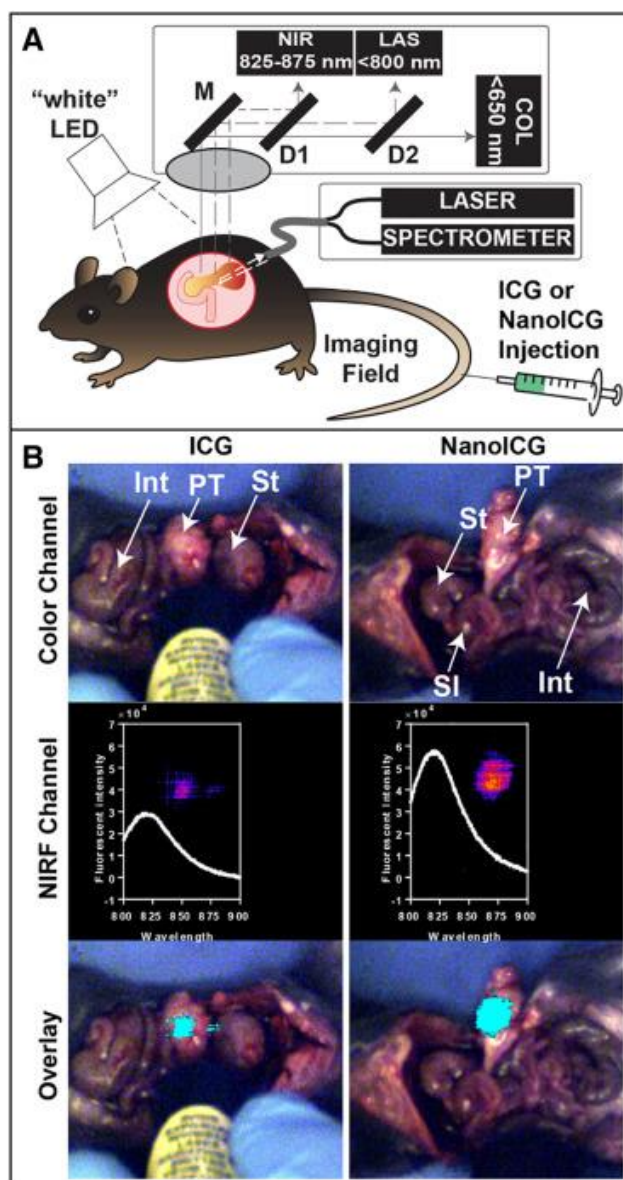 A
"white"
LED
M
NIR
825-875 nm
LAS
<800 nm
COL
<650 nm
D1
D2
LASER
SPECTROMETER
Imaging
Field
ICG or
NanoICG
Injection
B
ICG
NanoICG
Color Channel
Int
PT
St
St
PT
SI
Int
NIRF Channel
×10⁴
Fluorescent intensity
7
6
5
4
3
2
1
0
-1
800 825 850 875 900
Wavelength
×10⁴
Fluorescent intensity
7
6
5
4
3
2
1
0
-1
800 825 850 875 900
Wavelength
Overlay